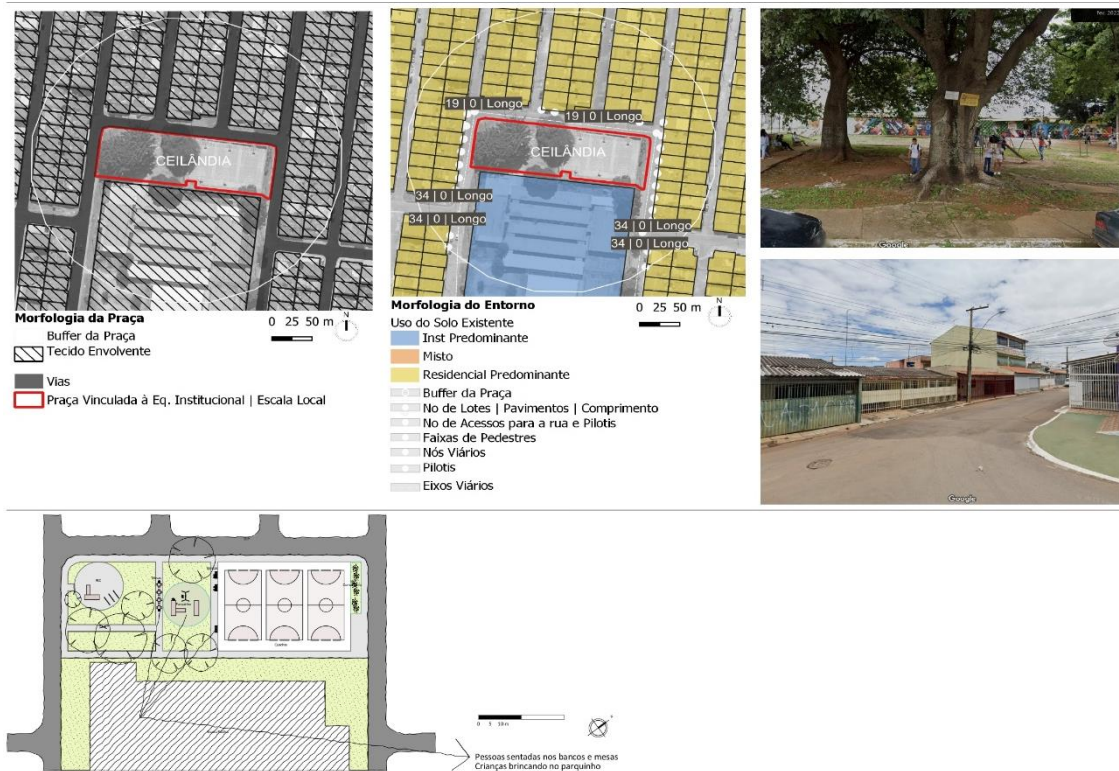 CEILÂNDIA
Morfologia da Praça
0 25 50 m
N
Buffer da Praça
Tecido Envolvente
Vias
Praça Vinculada à Eq. Institucional | Escala Local
19 | 0 | Longo
19 | 0 | Longo
CEILÂNDIA
34 | 0 | Longo
34 | 0 | Longo
34 | 0 | Longo
34 | 0 | Longo
Morfologia do Entorno
0 25 50 m
N
Uso do Solo Existente
Inst Predominante
Misto
Residencial Predominante
Buffer da Praça
No de Lotes | Pavimentos | Comprimento
No de Acessos para a rua e Pilotis
Faixas de Pedestres
Nós Viários
Pilotis
Eixos Viários
Google
Google
Pessoas sentadas nos bancos e mesas
Crianças brincando no parquinho